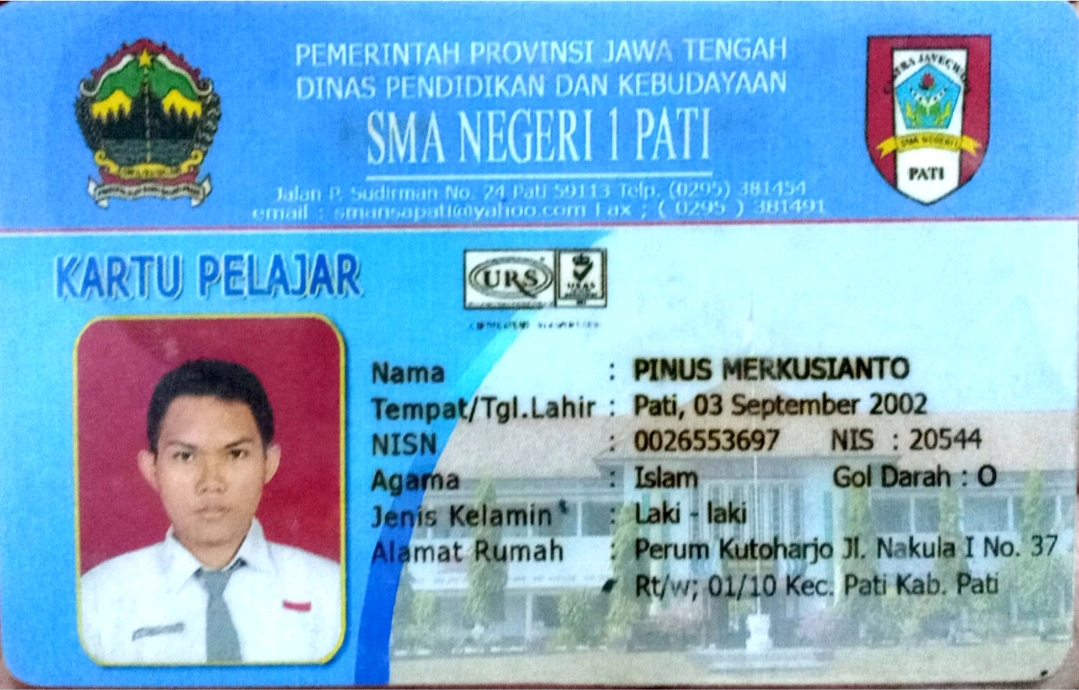 PEMERINTAH PROVINSI JAWA TENGAH
DINAS PENDIDIKAN DAN KEBUDAYAAN
SMA NEGERI 1 PATI
Jalan P. Sudirman No. 24 Pati 59113 Telp. (0295) 381454
email : smansapati@yahoo.com Fax ; ( 0295 ) 381491
SMA NEGERI 1
PATI
KARTU PELAJAR
URS
Nama : PINUS MERKUSIANTO
Tempat/Tgl.Lahir : Pati, 03 September 2002
NISN : 0026553697 NIS : 20544
Agama : Islam Gol Darah : O
Jenis Kelamin : Laki - laki
Alamat Rumah : Perum Kutoharjo Jl. Nakula I No. 37
Rt/w; 01/10 Kec. Pati Kab. Pati